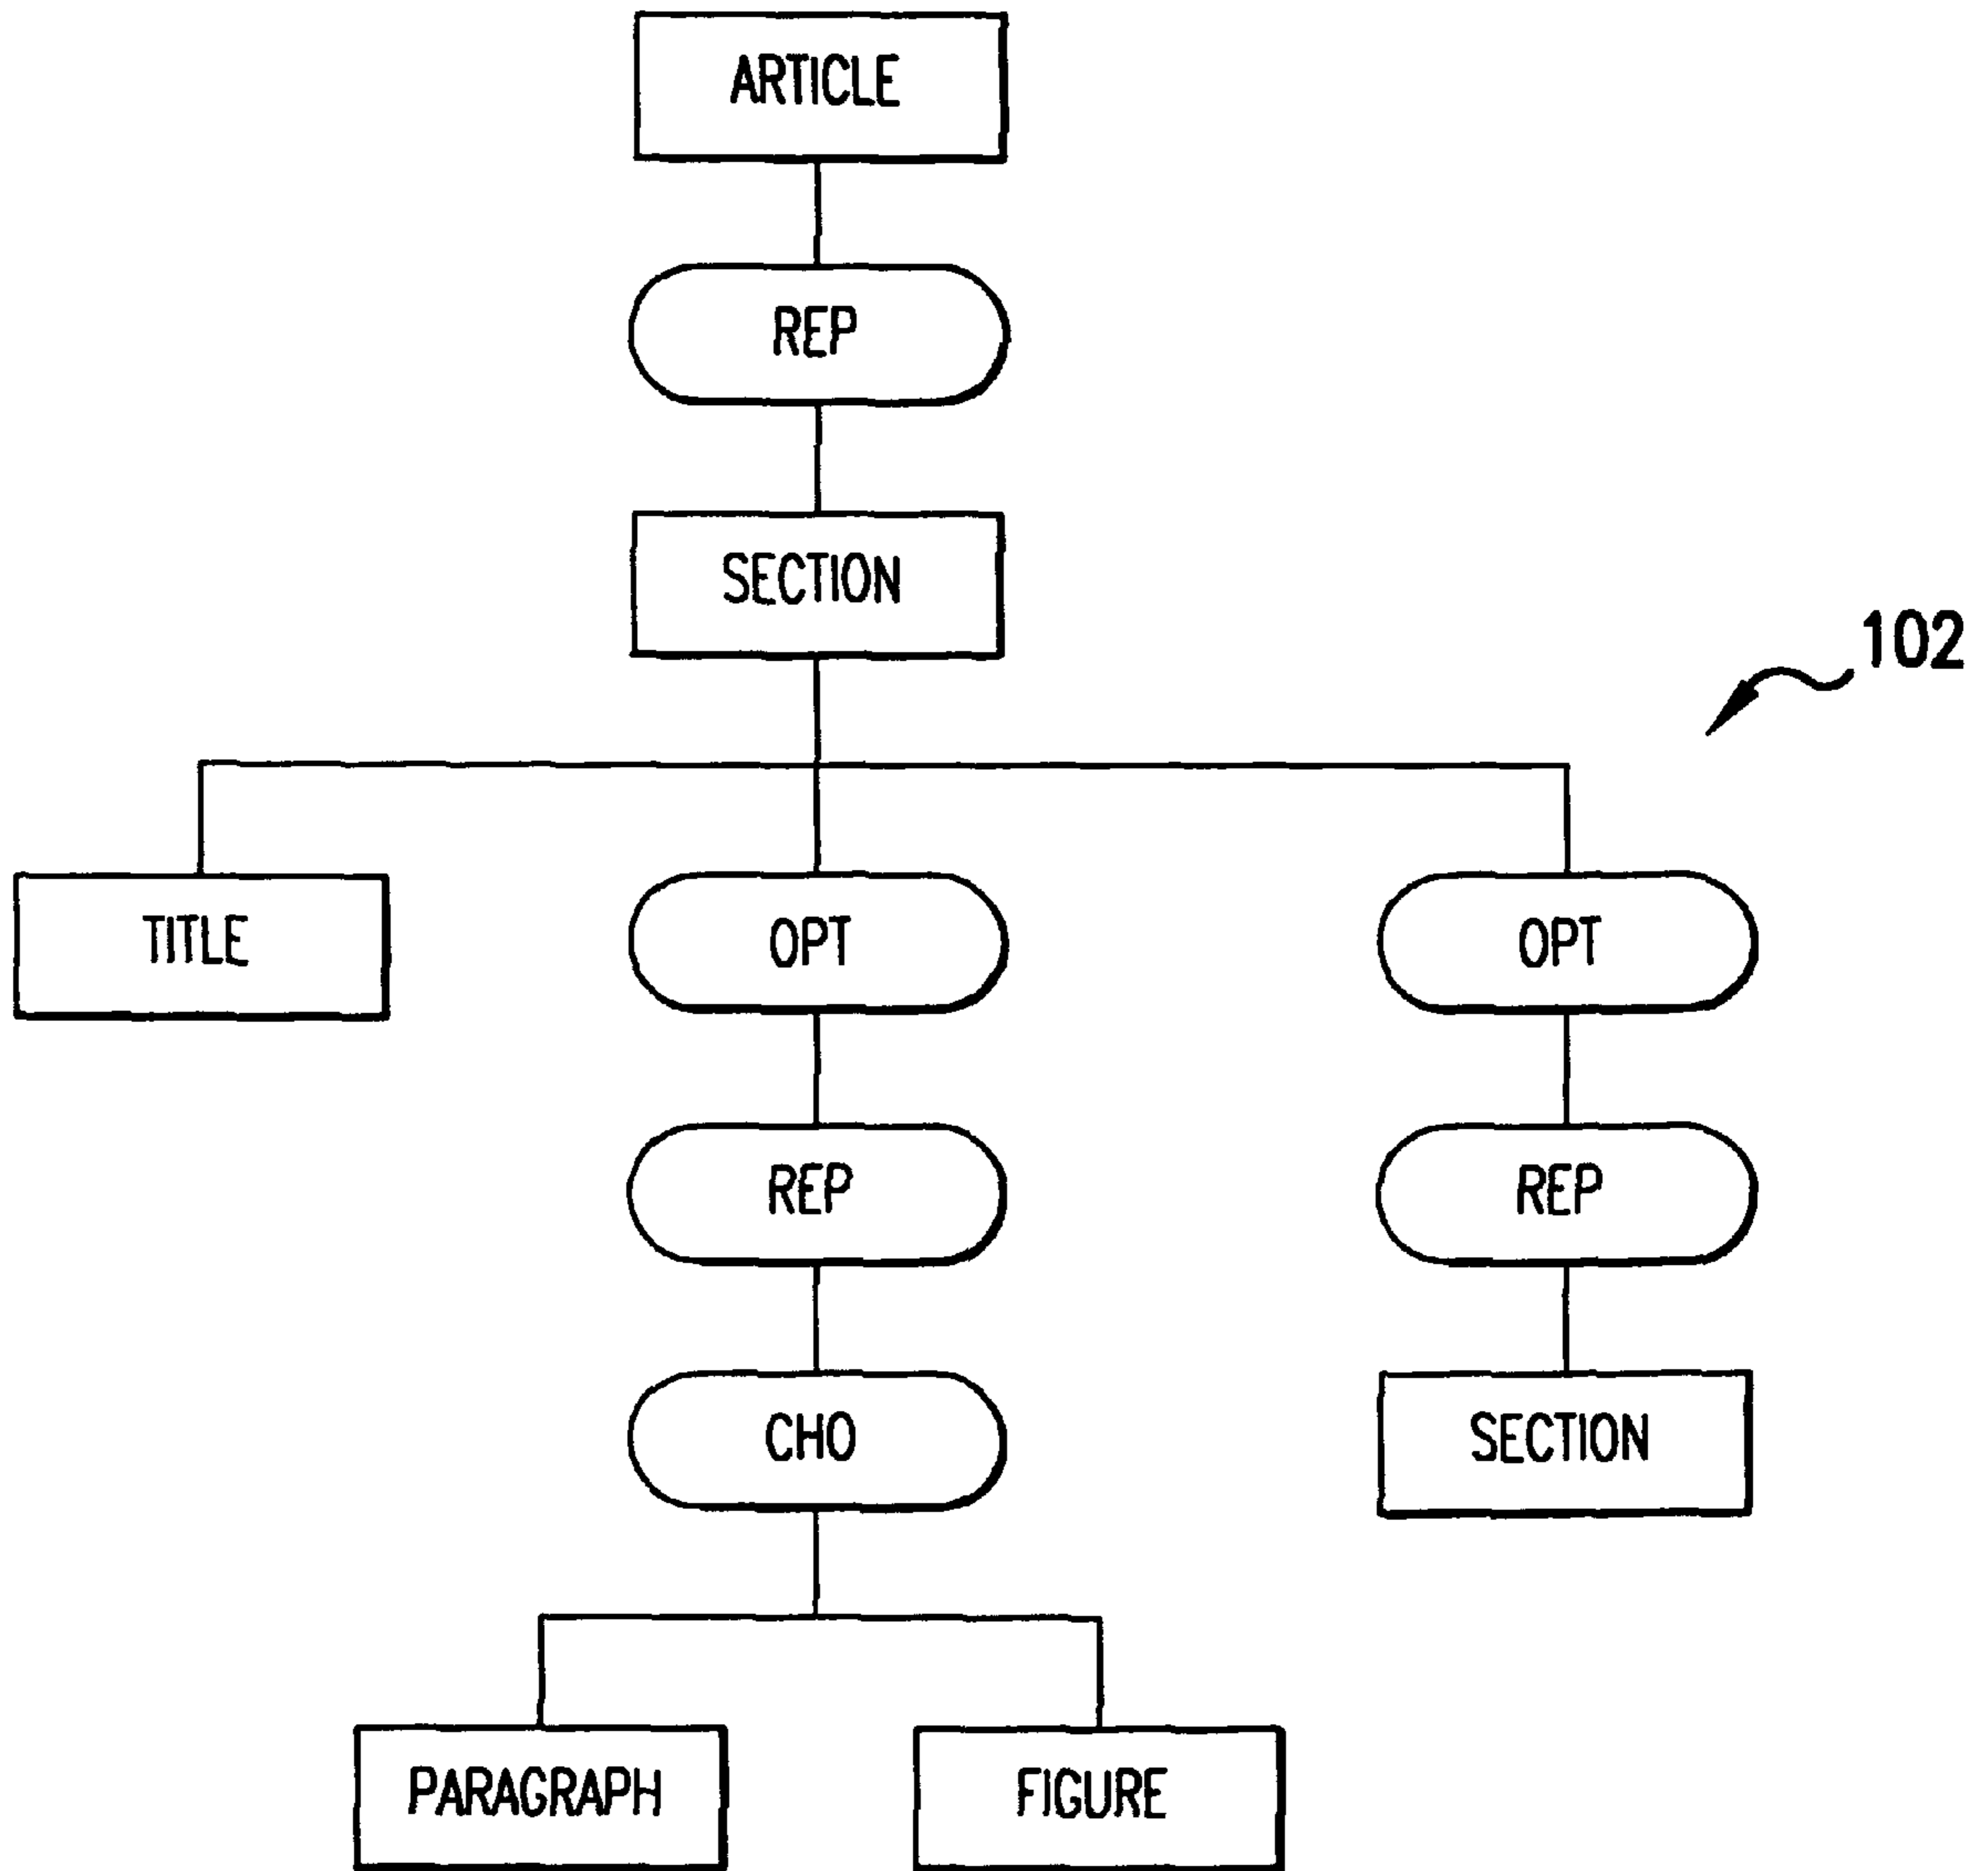 ARTICLE
REP
SECTION
102
TITLE
OPT
OPT
REP
REP
CHO
SECTION
PARAGRAPH
FIGURE